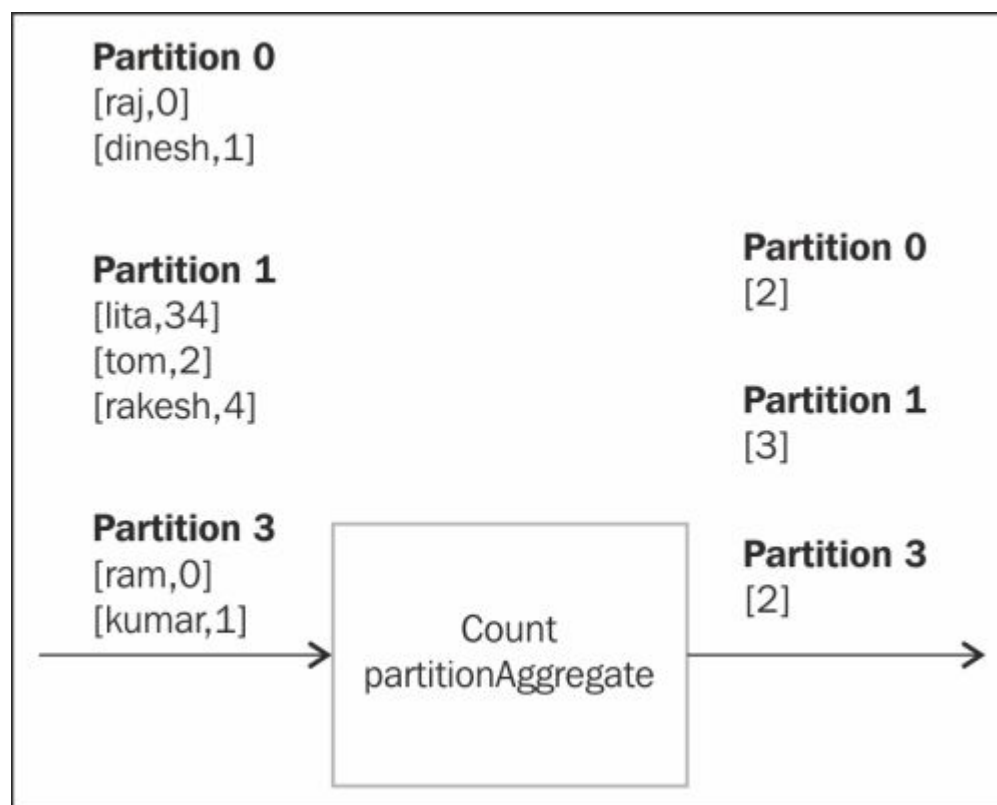 Partition 0
[raj,0]
[dinesh,1]
Partition 1
[lita,34]
[tom,2]
[rakesh,4]
Partition 3
[ram,0]
[kumar,1]
Count
partitionAggregate
Partition 0
[2]
Partition 1
[3]
Partition 3
[2]